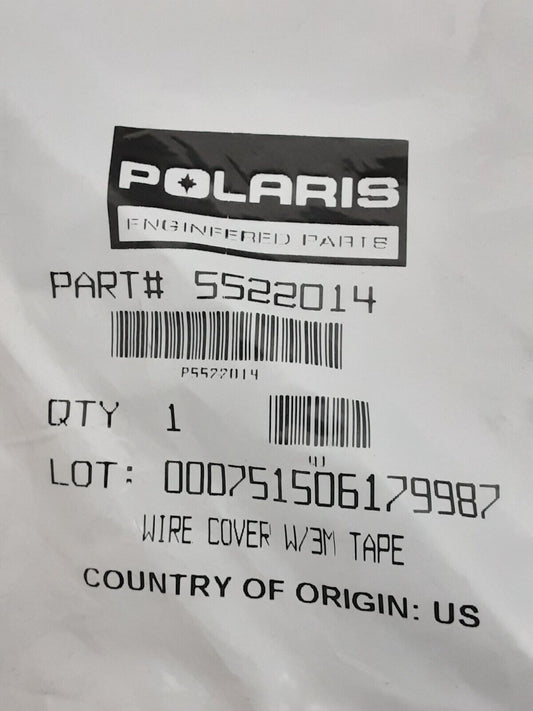 POLARIS
ENGINEERED PARTS
PART# 5522014
P5522014
QTY 1
LOT: 000751506179987
WIRE COVER W/3M TAPE
COUNTRY OF ORIGIN: US